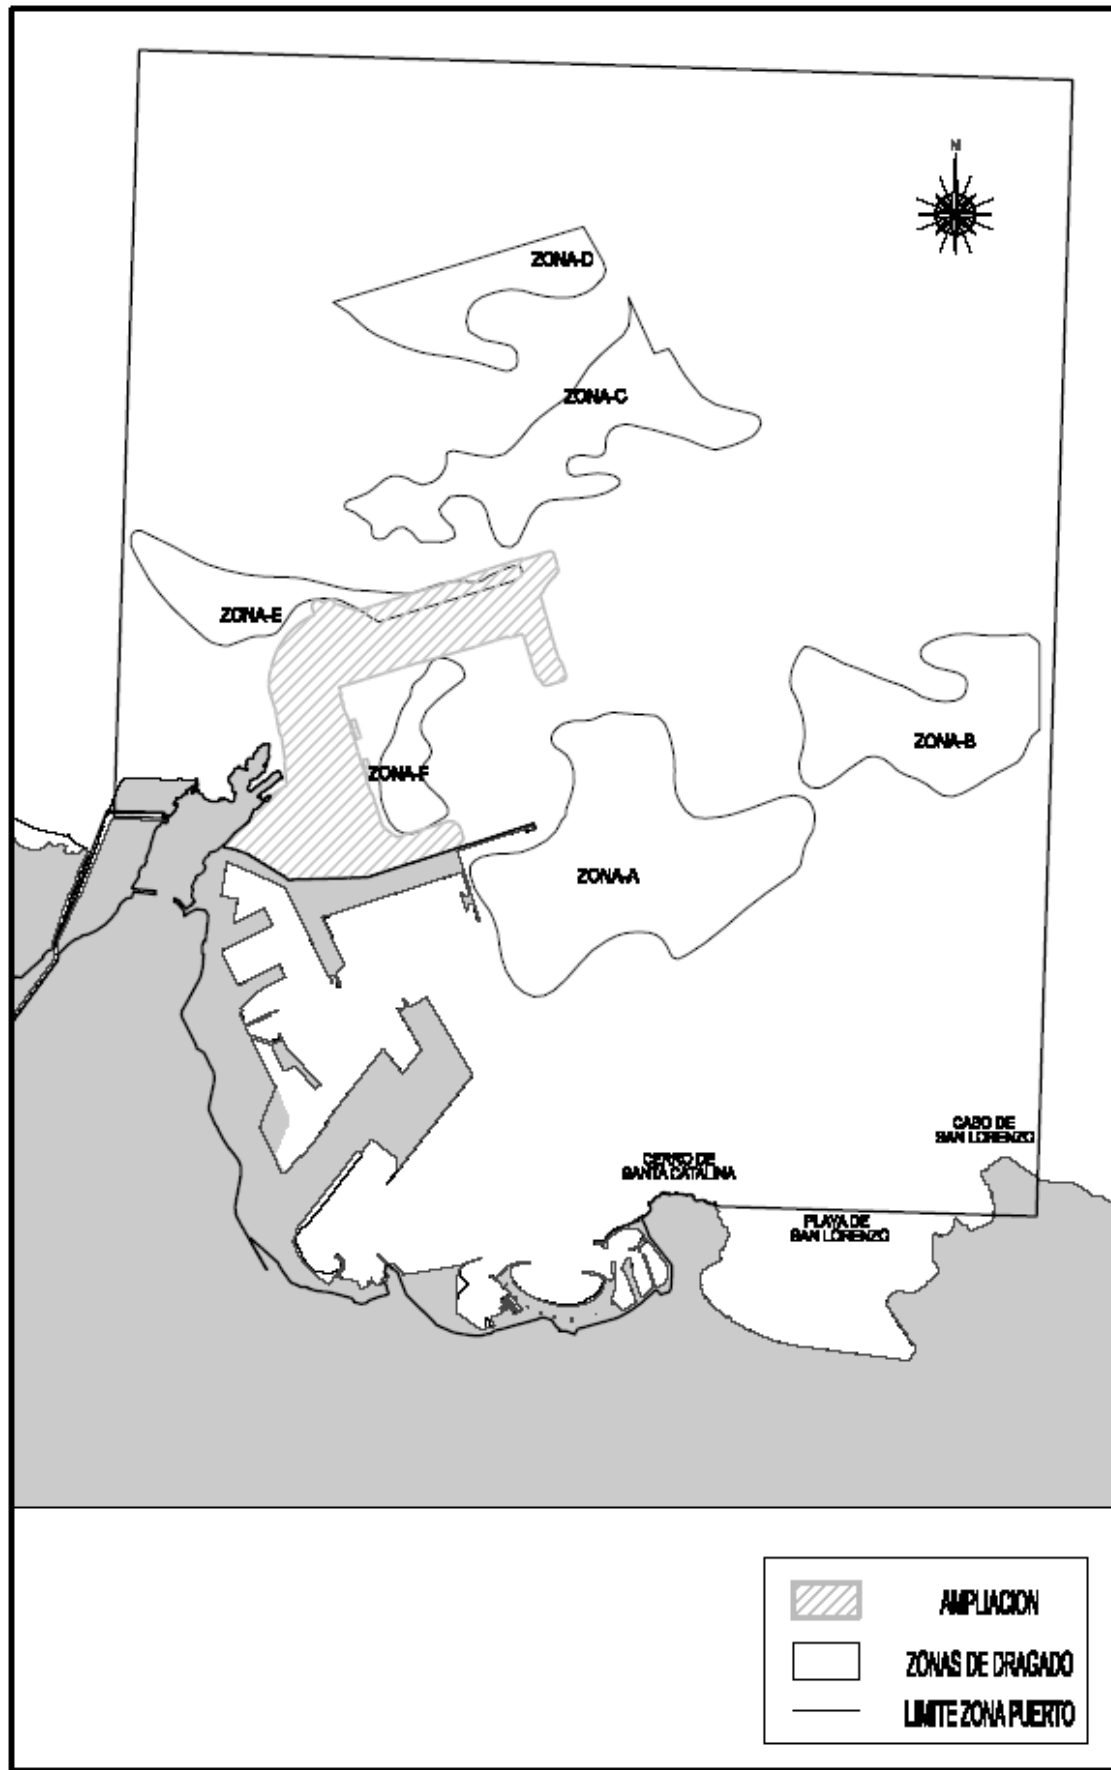 N
ZONA-D
ZONA-C
ZONA-E
ZONA-B
ZONA-F
ZONA-A
CABO DE
SAN LORENZO
CERRO DE
SANTA CATALINA
PLAYA DE
SAN LORENZO
AMPLIACION
ZONAS DE DRAGADO
LIMITE ZONA PUERTO